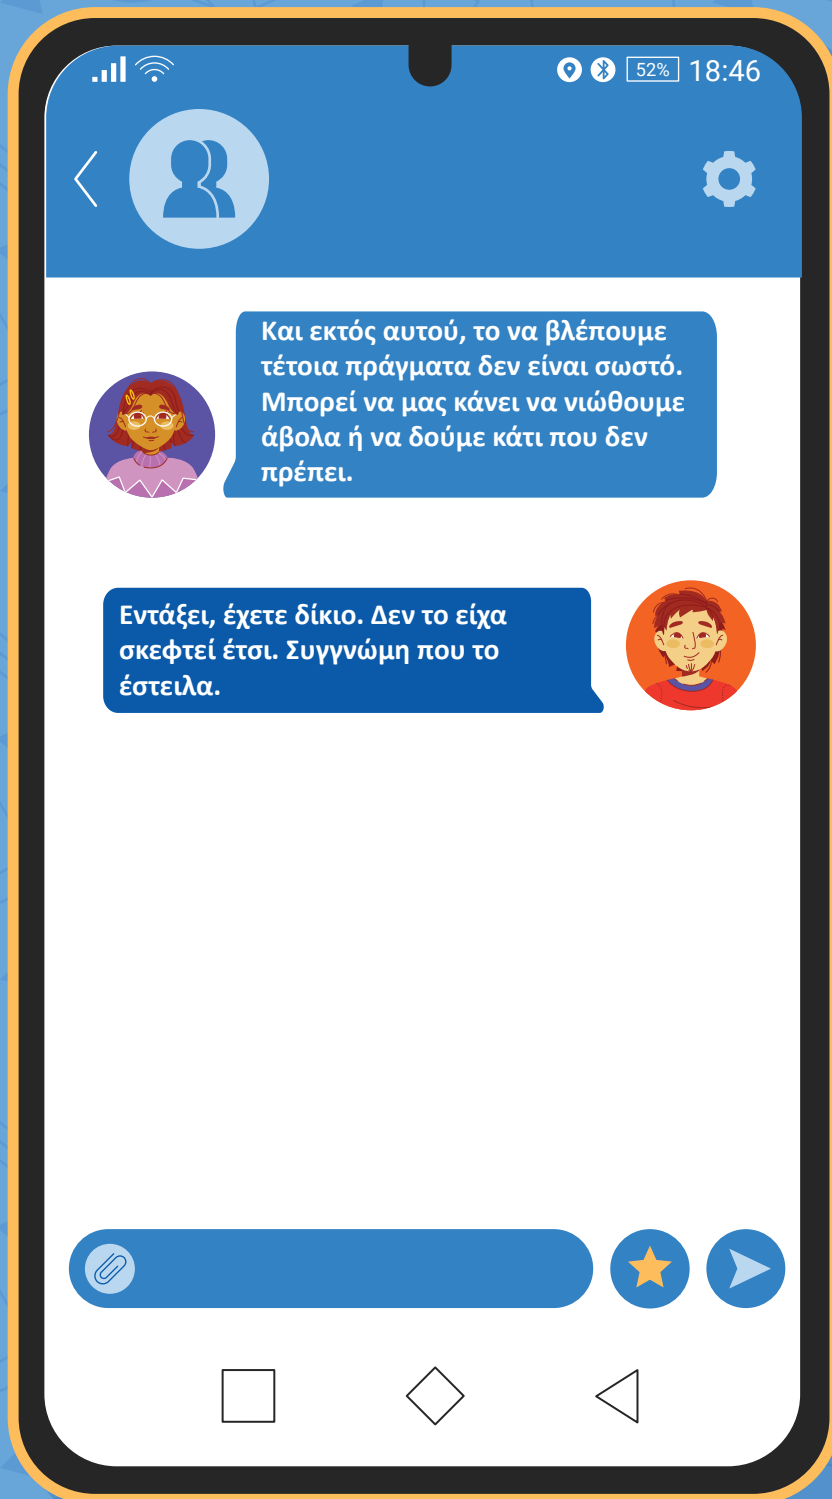 52% 18:46
Και εκτός αυτού, το να βλέπουμε
τέτοια πράγματα δεν είναι σωστό.
Μπορεί να μας κάνει να νιώθουμε
άβολα ή να δούμε κάτι που δεν
πρέπει.
Εντάξει, έχετε δίκιο. Δεν το είχα
σκεφτεί έτσι. Συγγνώμη που το
έστειλα.